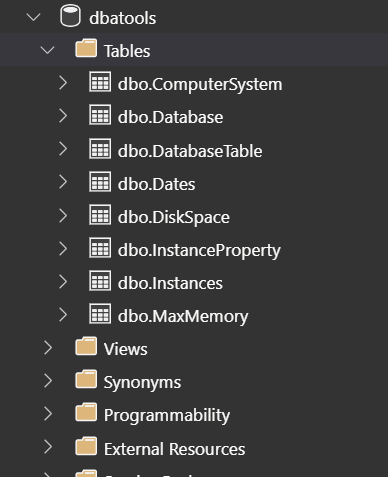 dbatools
Tables
dbo.ComputerSystem
dbo.Database
dbo.DatabaseTable
dbo.Dates
dbo.DiskSpace
dbo.InstanceProperty
dbo.Instances
dbo.MaxMemory
Views
Synonyms
Programmability
External Resources